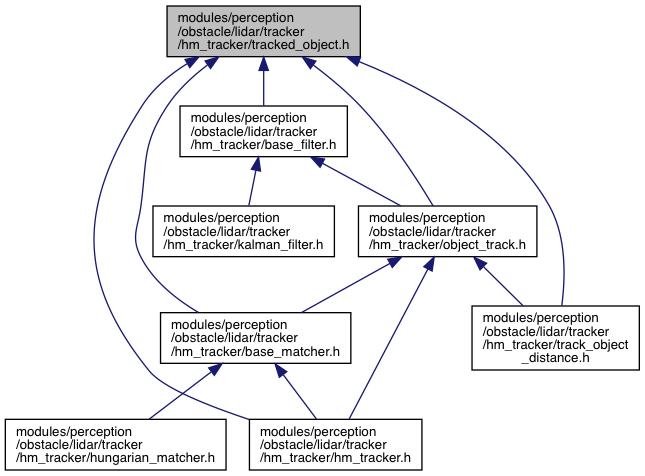 modules/perception
/obstacle/lidar/tracker
/hm_tracker/tracked_object.h
modules/perception
/obstacle/lidar/tracker
/hm_tracker/base_filter.h
modules/perception
/obstacle/lidar/tracker
/hm_tracker/kalman_filter.h
modules/perception
/obstacle/lidar/tracker
/hm_tracker/object_track.h
modules/perception
/obstacle/lidar/tracker
/hm_tracker/base_matcher.h
modules/perception
/obstacle/lidar/tracker
/hm_tracker/track_object
_distance.h
modules/perception
/obstacle/lidar/tracker
/hm_tracker/hungarian_matcher.h
modules/perception
/obstacle/lidar/tracker
/hm_tracker/hm_tracker.h